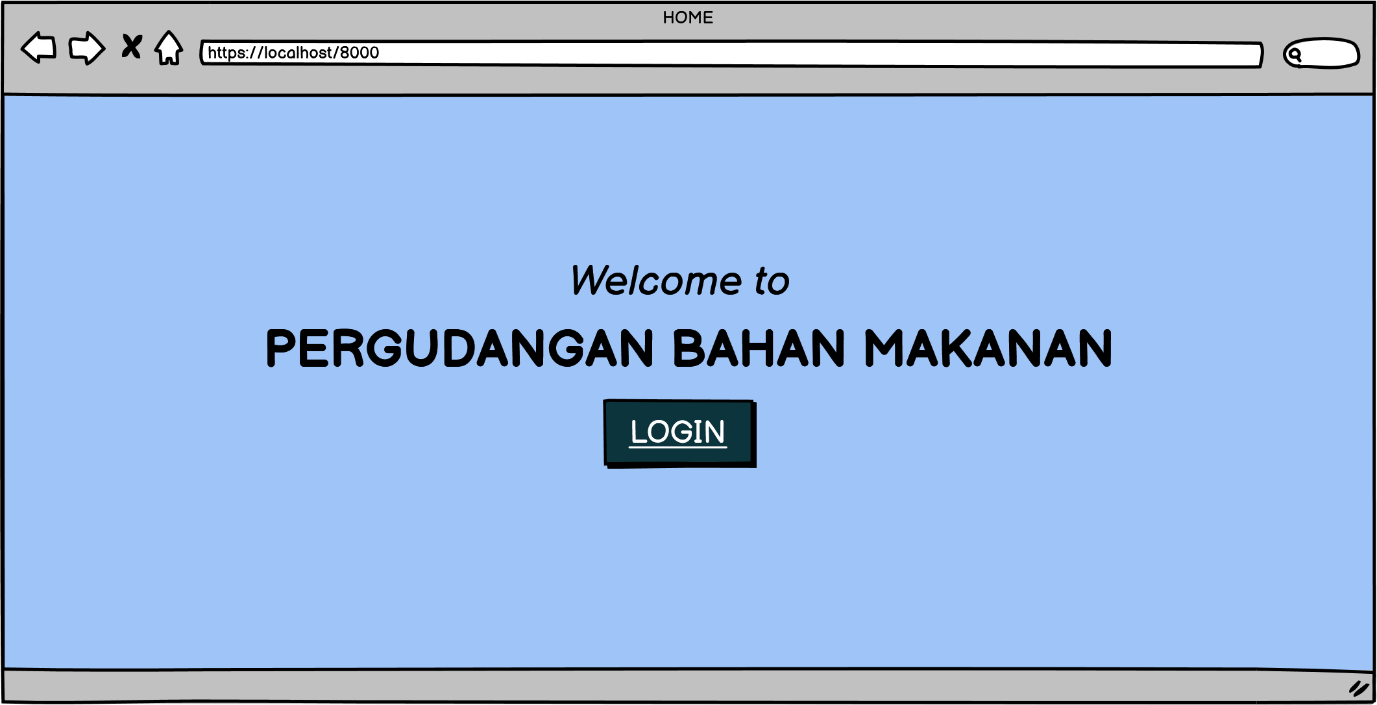 HOME
https://localhost/8000
Welcome to
PERGUDANGAN BAHAN MAKANAN
LOGIN